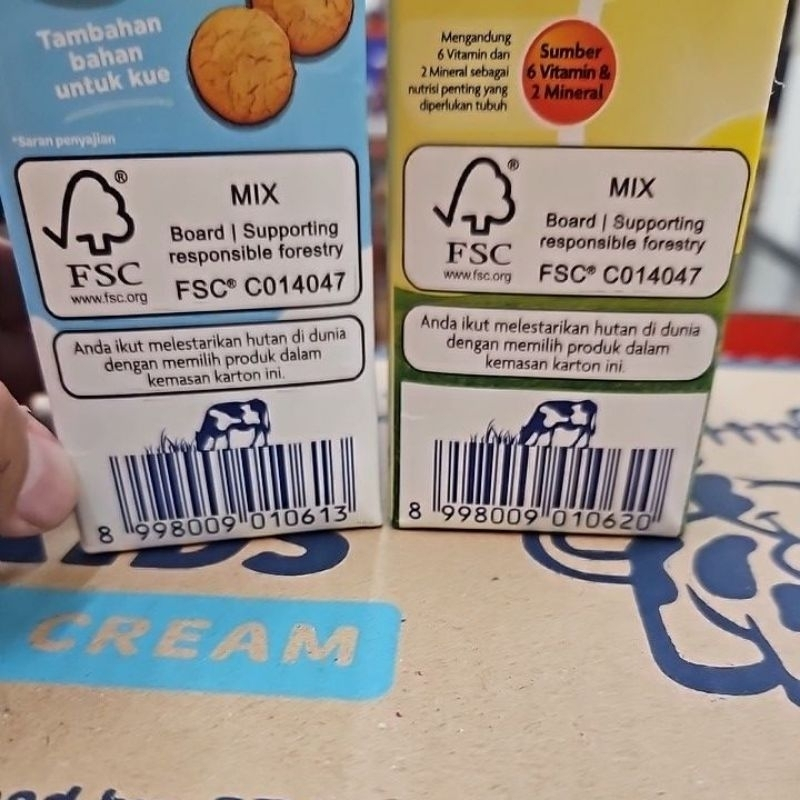 Tambahan
bahan
untuk kue
*Saran penyajian
FSC®
www.fsc.org
MIX
Board | Supporting
responsible forestry
FSC® C014047
Anda ikut melestarikan hutan di dunia
dengan memilih produk dalam
kemasan karton ini.
8 998009 010613
Mengandung
6 Vitamin dan
2 Mineral sebagai
nutrisi penting yang
diperlukan tubuh
Sumber
6 Vitamin &
2 Mineral
FSC®
www.fsc.org
MIX
Board | Supporting
responsible forestry
FSC® C014047
Anda ikut melestarikan hutan di dunia
dengan memilih produk dalam
kemasan karton ini.
8 998009 010620
CREAM